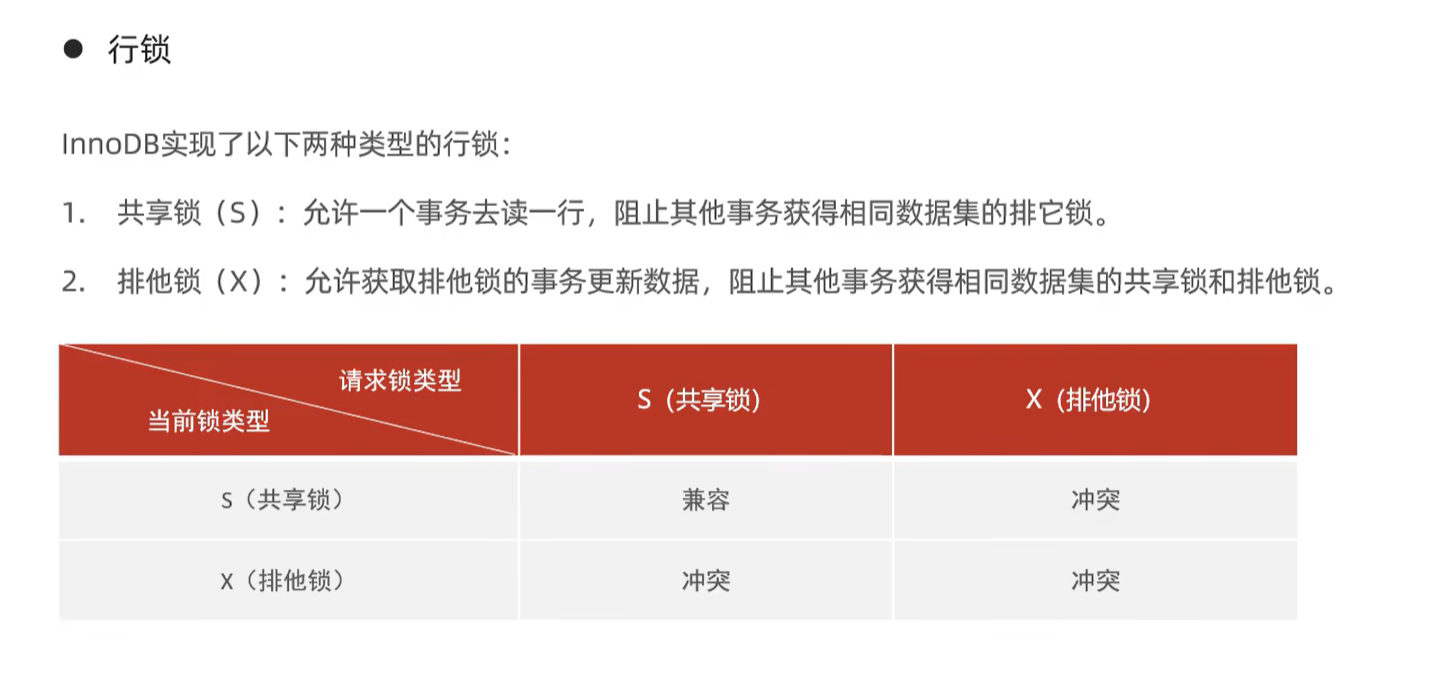 ● 行锁
InnoDB实现了以下两种类型的行锁：
1. 共享锁（S）：允许一个事务去读一行，阻止其他事务获得相同数据集的排它锁。
2. 排他锁（X）：允许获取排他锁的事务更新数据，阻止其他事务获得相同数据集的共享锁和排他锁。
请求锁类型
当前锁类型
S（共享锁） X（排他锁）
S（共享锁） 兼容 冲突
X（排他锁） 冲突 冲突